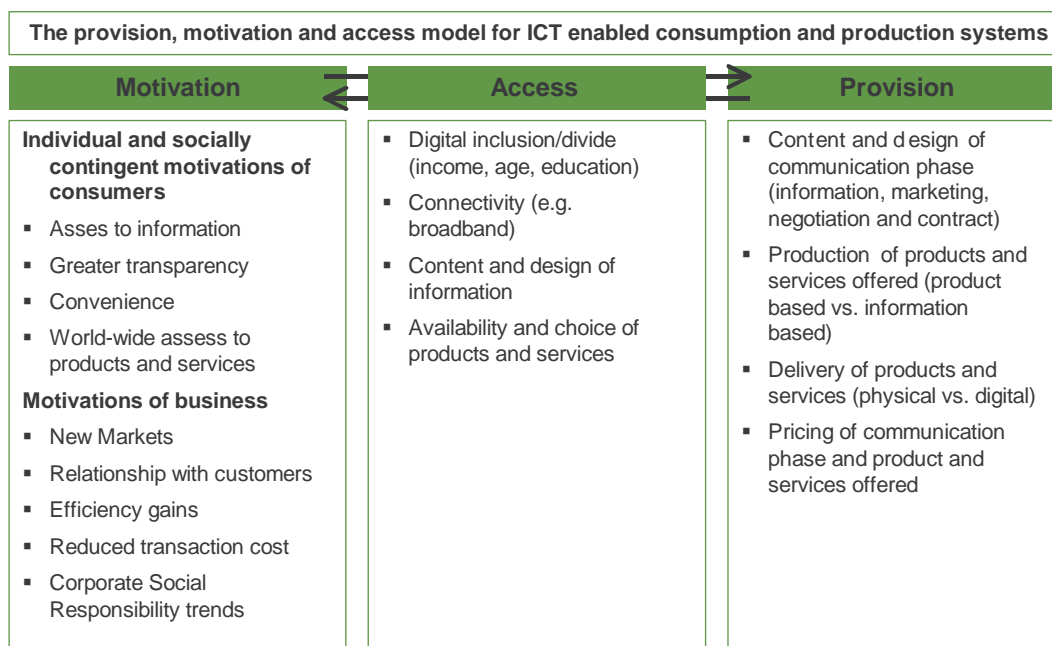 The provision, motivation and access model for ICT enabled consumption and production systems
Motivation
Individual and socially
contingent motivations of
consumers
▪ Asses to information
▪ Greater transparency
▪ Convenience
▪ World-wide assess to
products and services
Motivations of business
▪ New Markets
▪ Relationship with customers
▪ Efficiency gains
▪ Reduced transaction cost
▪ Corporate Social
Responsibility trends
Access
▪ Digital inclusion/divide
(income, age, education)
▪ Connectivity (e.g.
broadband)
▪ Content and design of
information
▪ Availability and choice of
products and services
Provision
▪ Content and design of
communication phase
(information, marketing,
negotiation and contract)
▪ Production of products and
services offered (product
based vs. information
based)
▪ Delivery of products and
services (physical vs. digital)
▪ Pricing of communication
phase and product and
services offered